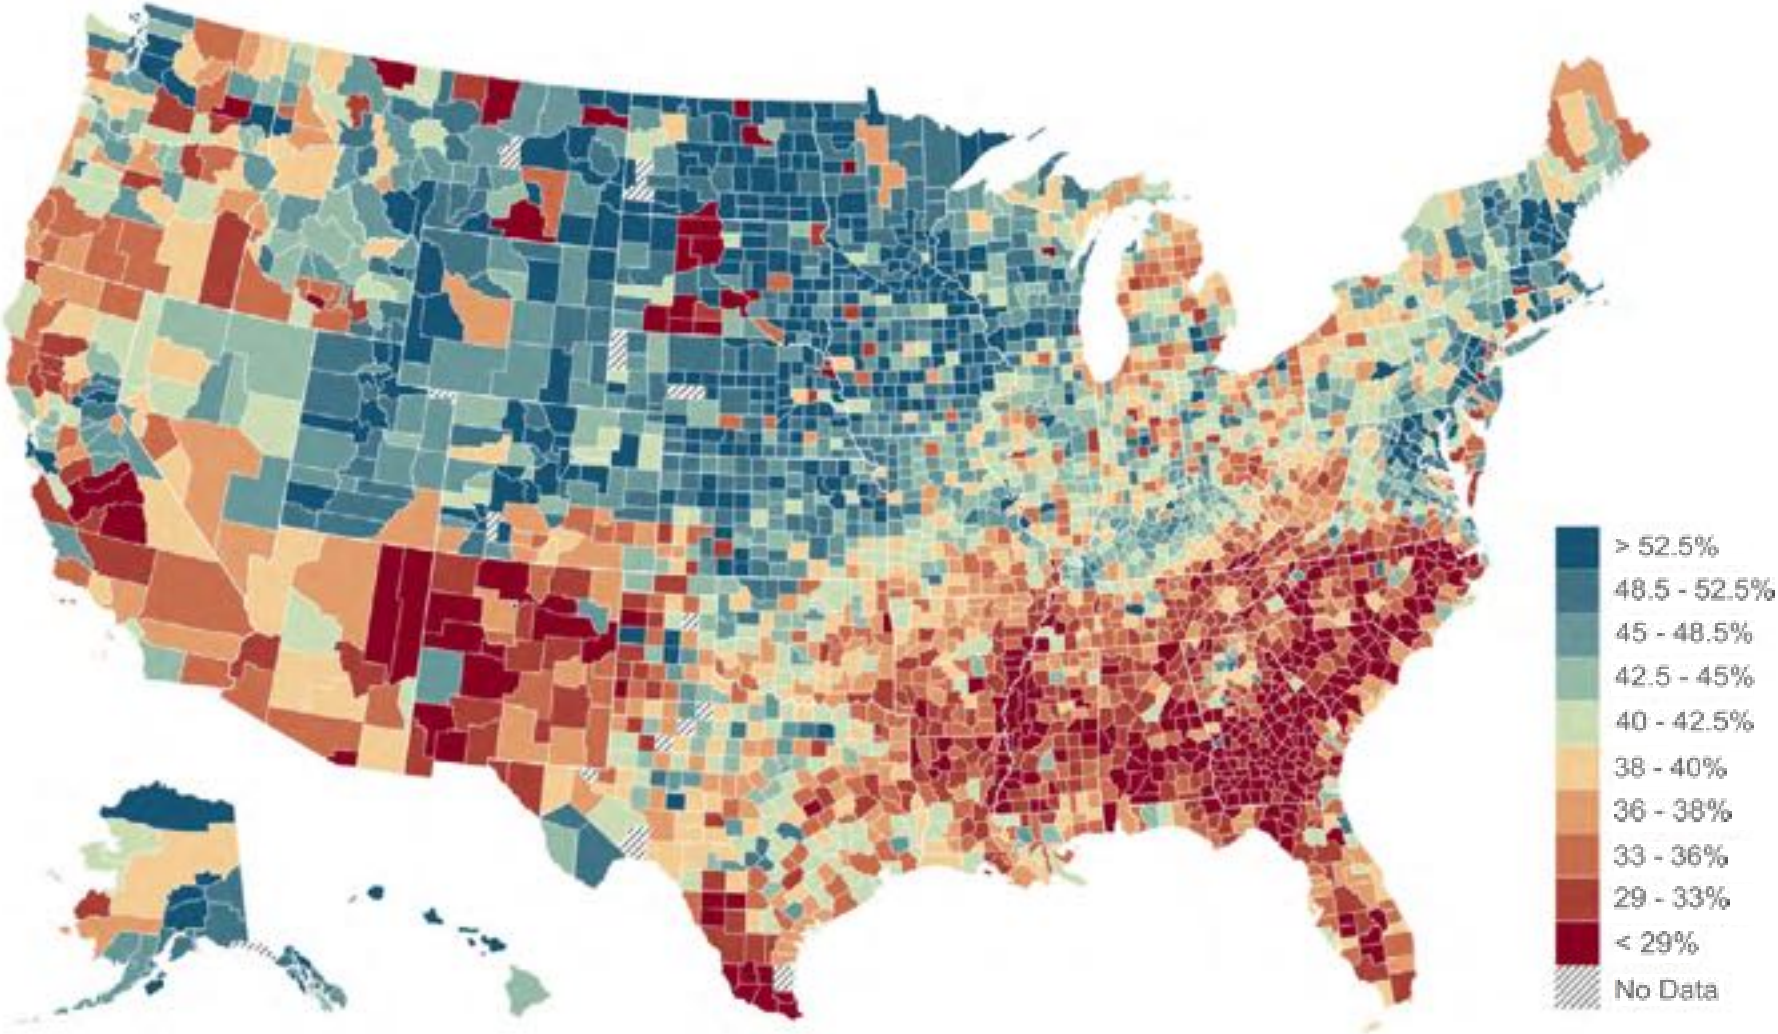 > 52.5%
48.5 - 52.5%
45 - 48.5%
42.5 - 45%
40 - 42.5%
38 - 40%
36 - 38%
33 - 36%
29 - 33%
< 29%
No Data